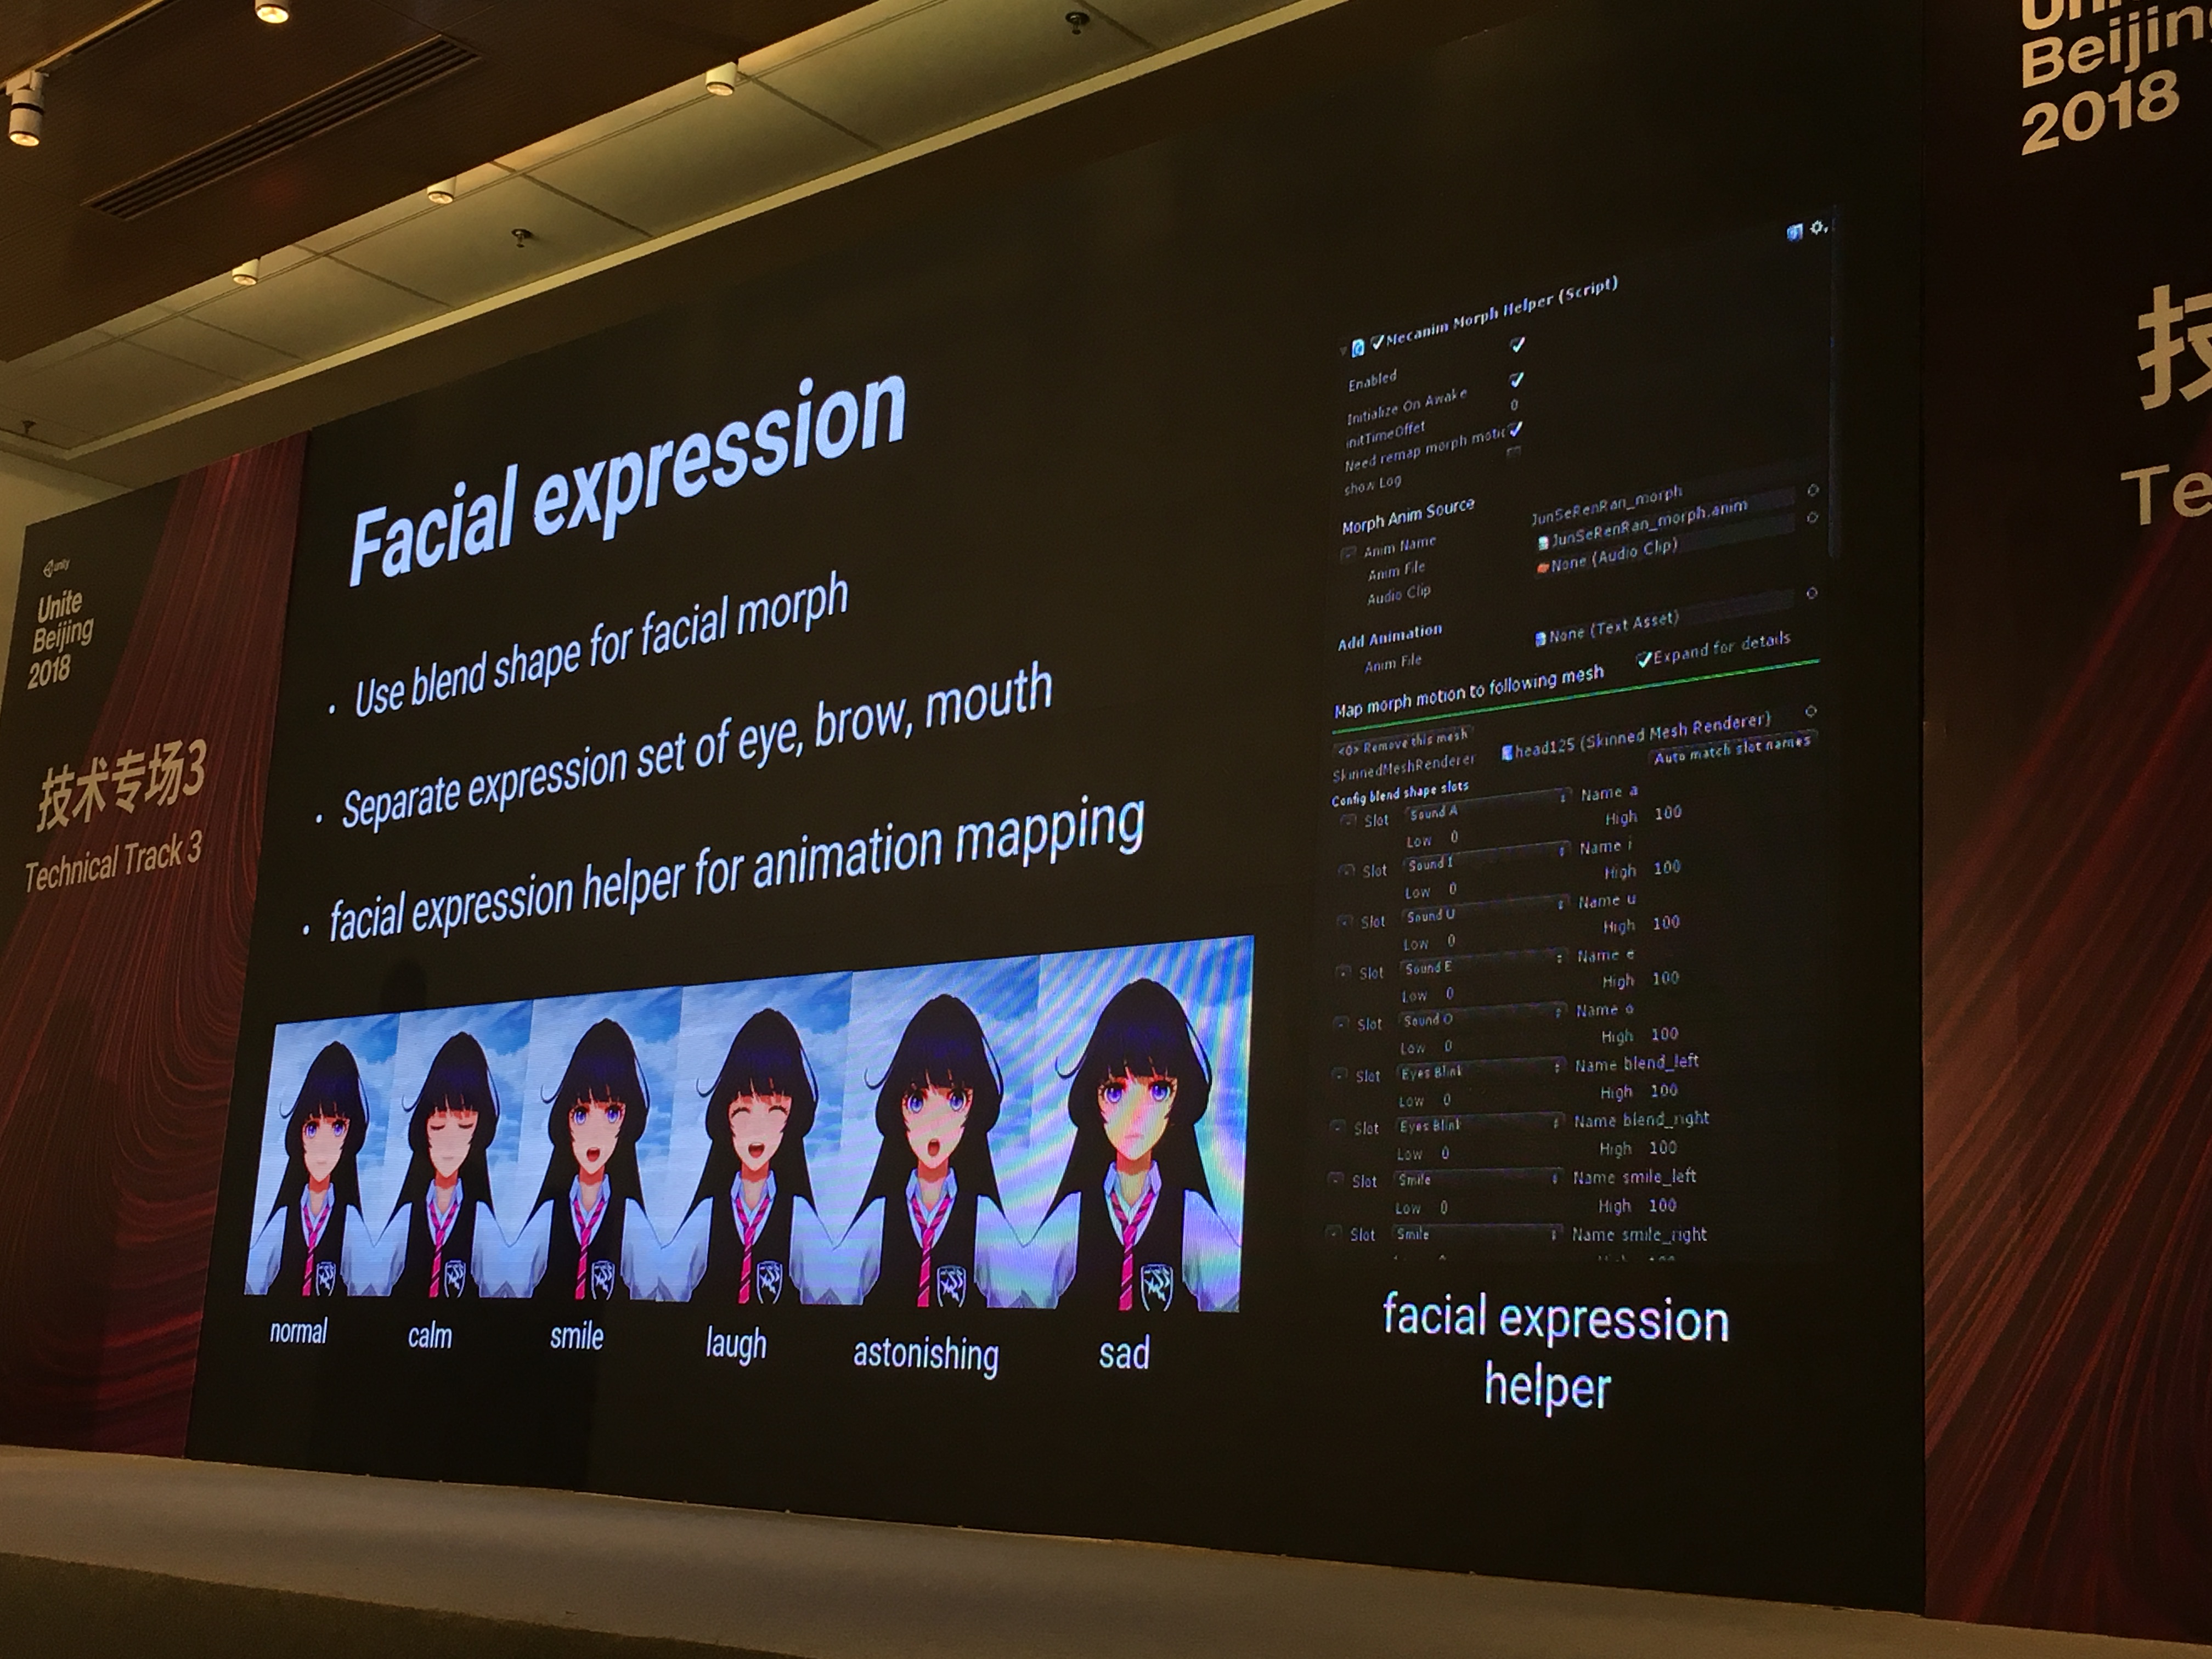 unity
Unite
Beijing
2018
技术专场3
Technical Track 3
Facial expression
• Use blend shape for facial morph
• Separate expression set of eye, brow, mouth
• facial expression helper for animation mapping
normal
calm
smile
laugh
astonishing
sad
Mecanim Morph Helper (Script)
Enabled
Initialize On Awake
initTimeOffet 0
Need remap morph motic
show Log
Morph Anim Source
Anim Name JunSeRenRan_morph
Anim File JunSeRenRan_morph.anim
Audio Clip None (Audio Clip)
Add Animation
Anim File None (Text Asset)
Map morph motion to following mesh Expand for details
<0> Remove this mesh
SkinnedMeshRenderer head125 (Skinned Mesh Renderer)
Config blend shape slots Auto match slot names
Slot Sound A Name a
Low 0 High 100
Slot Sound I Name i
Low 0 High 100
Slot Sound U Name u
Low 0 High 100
Slot Sound E Name e
Low 0 High 100
Slot Sound O Name o
Low 0 High 100
Slot Eyes Blink Name blend_left
Low 0 High 100
Slot Eyes Blink Name blend_right
Low 0 High 100
Slot Smile Name smile_left
Low 0 High 100
Slot Smile Name smile_right
facial expression
helper
Beijin
2018
技
Te